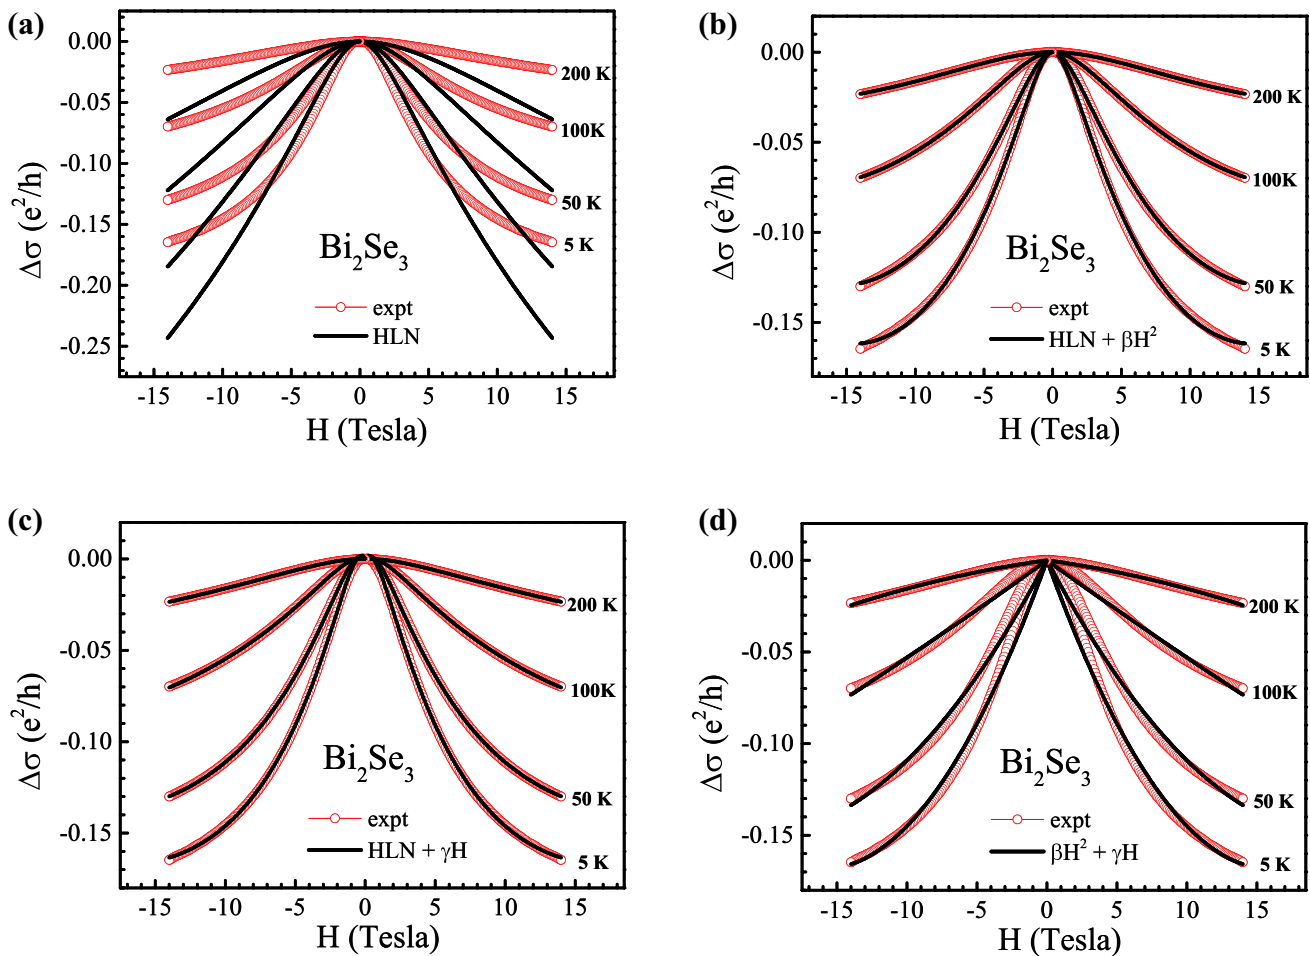 (a)
0.00
-0.05
-0.10
-0.15
-0.20
-0.25
Δσ (e²/h)
200 K
100K
50 K
5 K
Bi₂Se₃
expt
HLN
-15 -10 -5 0 5 10 15
H (Tesla)
(b)
0.00
-0.05
-0.10
-0.15
Δσ (e²/h)
200 K
100K
50 K
5 K
Bi₂Se₃
expt
HLN + βH²
-15 -10 -5 0 5 10 15
H (Tesla)
(c)
0.00
-0.05
-0.10
-0.15
Δσ (e²/h)
200 K
100K
50 K
5 K
Bi₂Se₃
expt
HLN + γH
-15 -10 -5 0 5 10 15
H (Tesla)
(d)
0.00
-0.05
-0.10
-0.15
Δσ (e²/h)
200 K
100K
50 K
5 K
Bi₂Se₃
expt
βH² + γH
-15 -10 -5 0 5 10 15
H (Tesla)